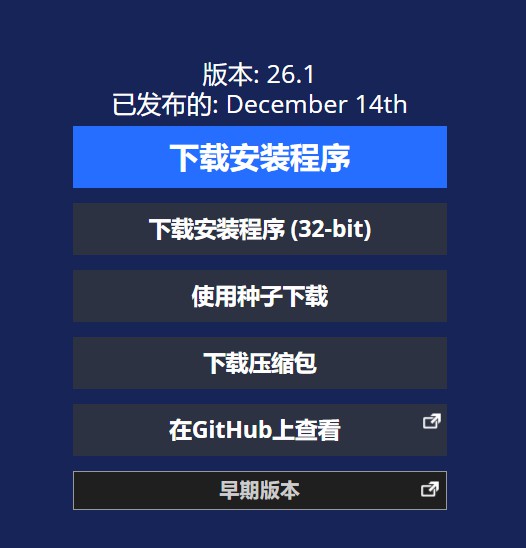 版本: 26.1
已发布的: December 14th
下载安装程序
下载安装程序 (32-bit)
使用种子下载
下载压缩包
在GitHub上查看
早期版本